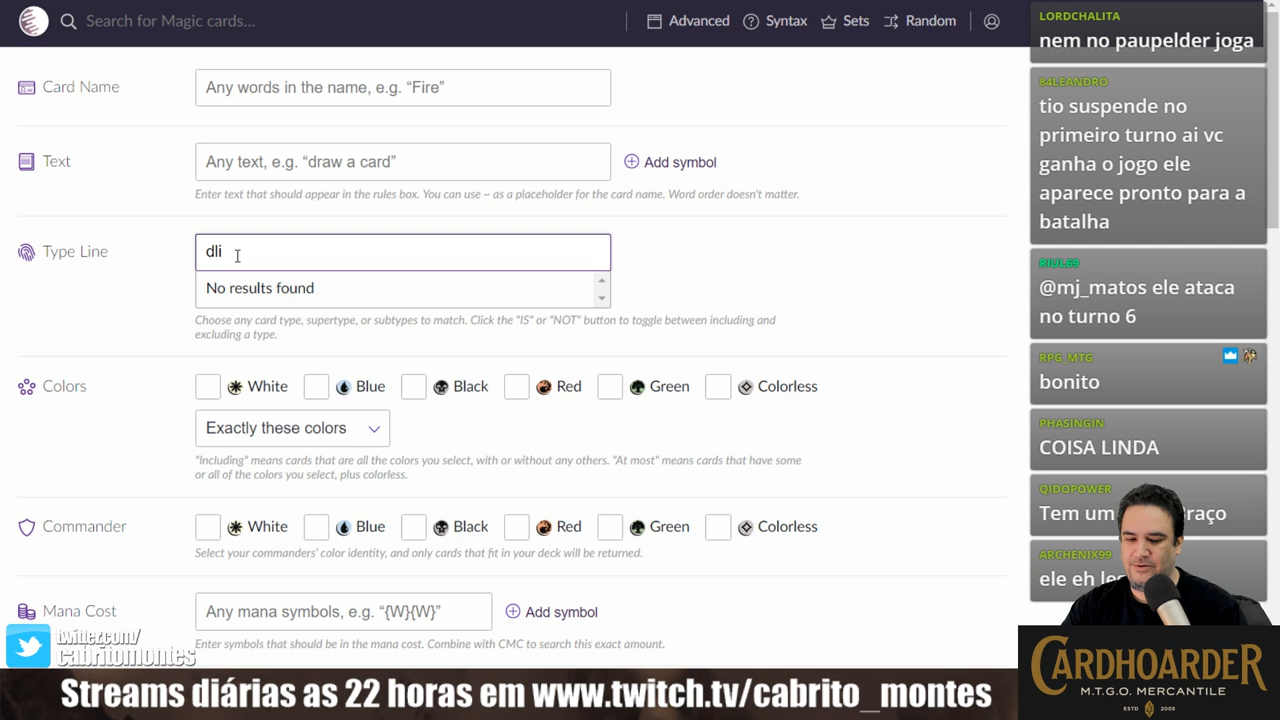 Search for Magic cards…
Advanced
Syntax
Sets
Random
Card Name
Any words in the name, e.g. “Fire”
Text
Any text, e.g. “draw a card”
Add symbol
Enter text that should appear in the rules box. You can use ~ as a placeholder for the card name. Word order doesn't matter.
Type Line
dli
No results found
Choose any card type, supertype, or subtypes to match. Click the "IS" or "NOT" button to toggle between including and
excluding a type.
Colors
White
Blue
Black
Red
Green
Colorless
Exactly these colors
"Including" means cards that are all the colors you select, with or without any others. "At most" means cards that have some
or all of the colors you select, plus colorless.
Commander
White
Blue
Black
Red
Green
Colorless
Select your commanders' color identity, and only cards that fit in your deck will be returned.
Mana Cost
Any mana symbols, e.g. “{W}{W}”
Add symbol
Enter symbols that should be in the mana cost. Combine with CMC to search this exact amount.
twitter.com/
cabritomontes
Streams diárias as 22 horas em www.twitch.tv/cabrito_montes
LORDCHALITA
nem no paupelder joga
84LEANDRO
tio suspende no
primeiro turno ai vc
ganha o jogo ele
aparece pronto para a
batalha
RIUL69
@mj_matos ele ataca
no turno 6
RPG_MTG
bonito
PHASINGIN
COISA LINDA
QIDOPOWER
Tem um
ARCHENIX99
ele eh
CARDHOARDER
M.T.G.O. MERCANTILE
ESTD 2005